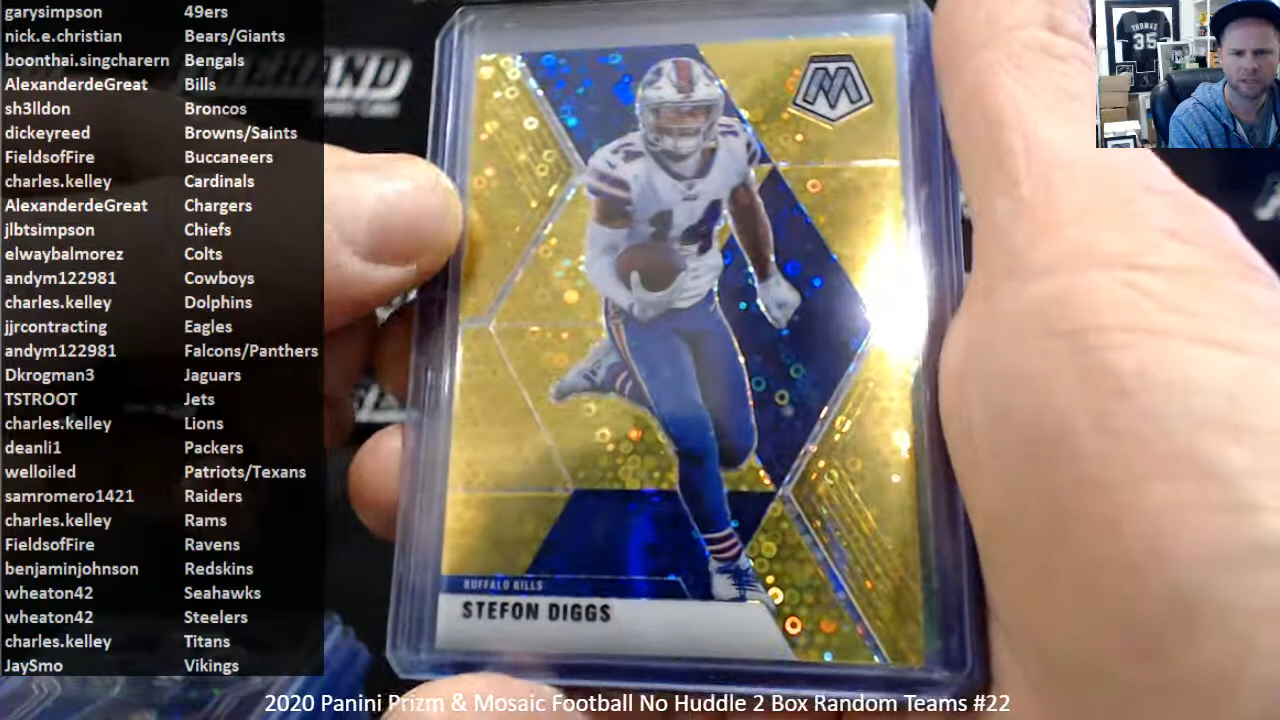 garysimpson 49ers
nick.e.christian Bears/Giants
boonthai.singcharern Bengals
AlexanderdeGreat Bills
sh3lldon Broncos
dickeyreed Browns/Saints
FieldsofFire Buccaneers
charles.kelley Cardinals
AlexanderdeGreat Chargers
jlbtsimpson Chiefs
elwaybalmorez Colts
andym122981 Cowboys
charles.kelley Dolphins
jjrcontracting Eagles
andym122981 Falcons/Panthers
Dkrogman3 Jaguars
TSTROOT Jets
charles.kelley Lions
deanli1 Packers
welloiled Patriots/Texans
samromero1421 Raiders
charles.kelley Rams
FieldsofFire Ravens
benjaminjohnson Redskins
wheaton42 Seahawks
wheaton42 Steelers
charles.kelley Titans
JaySmo Vikings
THOMAS
35
14
14
BUFFALO BILLS
STEFON DIGGS
2020 Panini Prizm & Mosaic Football No Huddle 2 Box Random Teams #22